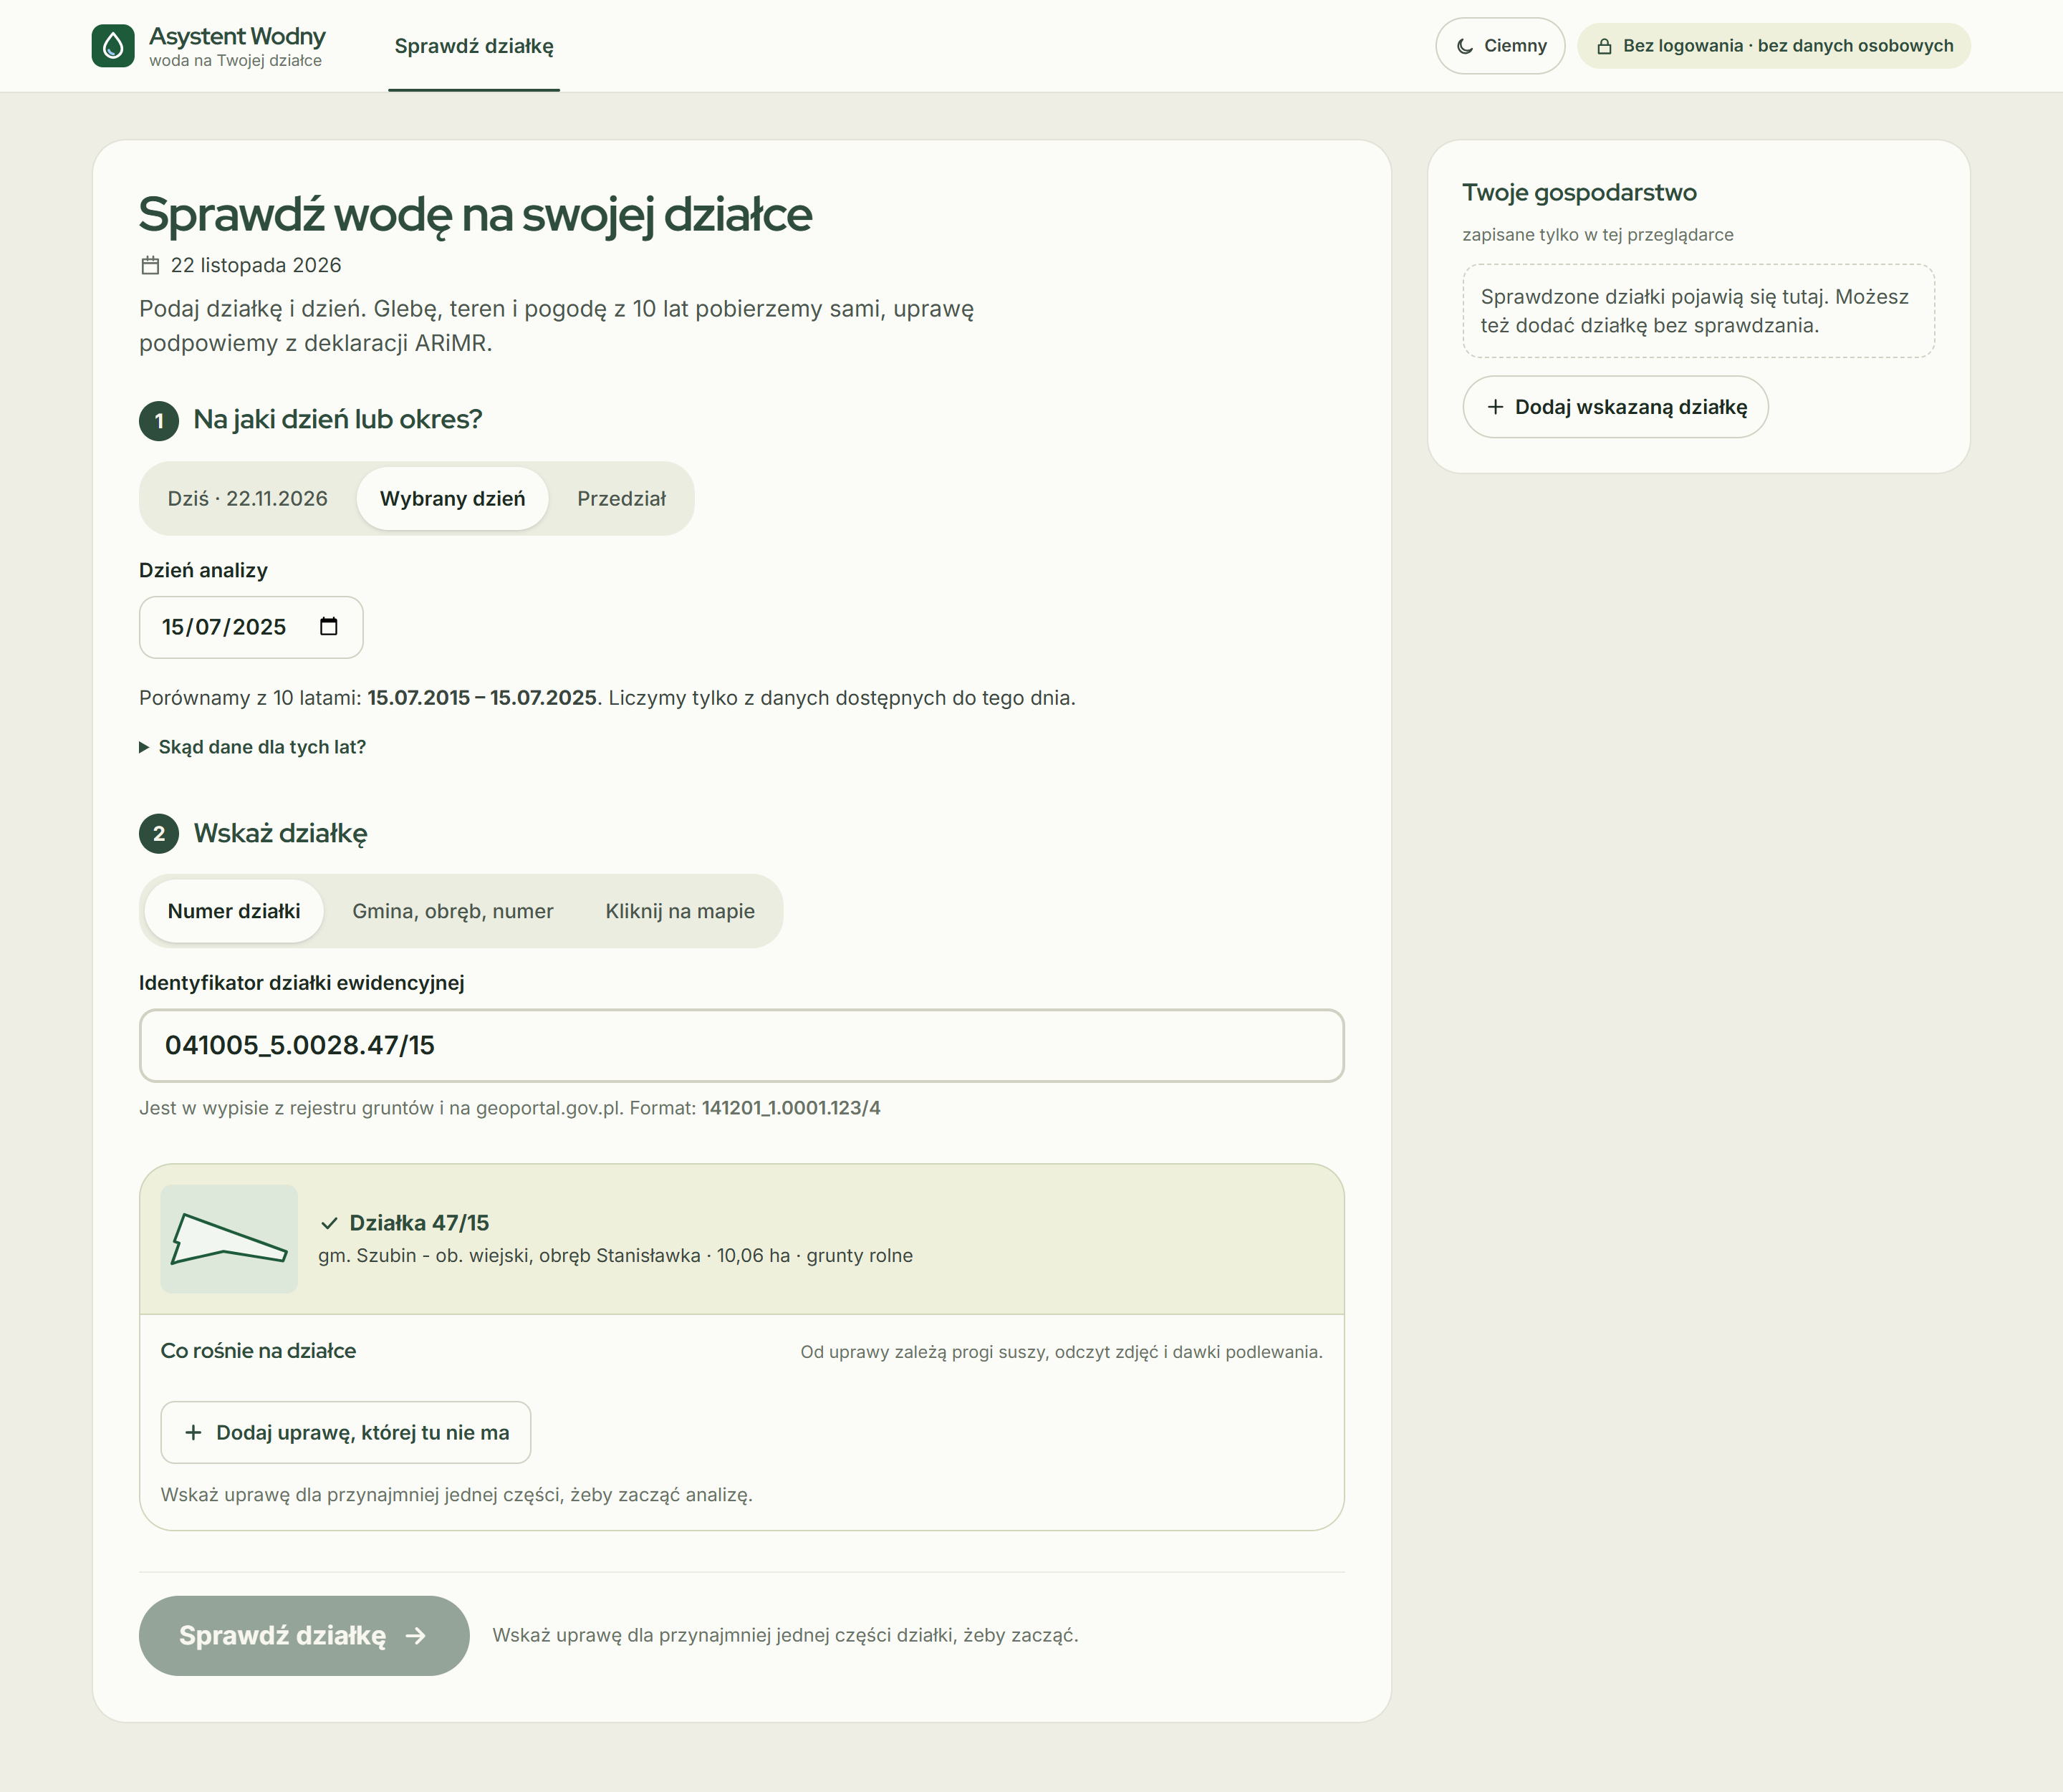 Asystent Wodny
woda na Twojej działce
Sprawdź działkę
Ciemny
Bez logowania · bez danych osobowych
Sprawdź wodę na swojej działce
22 listopada 2026
Podaj działkę i dzień. Glebę, teren i pogodę z 10 lat pobierzemy sami, uprawę
podpowiemy z deklaracji ARiMR.
1 Na jaki dzień lub okres?
Dziś · 22.11.2026
Wybrany dzień
Przedział
Dzień analizy
15/07/2025
Porównamy z 10 latami: 15.07.2015 – 15.07.2025. Liczymy tylko z danych dostępnych do tego dnia.
Skąd dane dla tych lat?
2 Wskaż działkę
Numer działki
Gmina, obręb, numer
Kliknij na mapie
Identyfikator działki ewidencyjnej
041005_5.0028.47/15
Jest w wypisie z rejestru gruntów i na geoportal.gov.pl. Format: 141201_1.0001.123/4
Działka 47/15
gm. Szubin - ob. wiejski, obręb Stanisławka · 10,06 ha · grunty rolne
Co rośnie na działce
Od uprawy zależą progi suszy, odczyt zdjęć i dawki podlewania.
Dodaj uprawę, której tu nie ma
Wskaż uprawę dla przynajmniej jednej części, żeby zacząć analizę.
Sprawdź działkę
Wskaż uprawę dla przynajmniej jednej części działki, żeby zacząć.
Twoje gospodarstwo
zapisane tylko w tej przeglądarce
Sprawdzone działki pojawią się tutaj. Możesz
też dodać działkę bez sprawdzania.
Dodaj wskazaną działkę